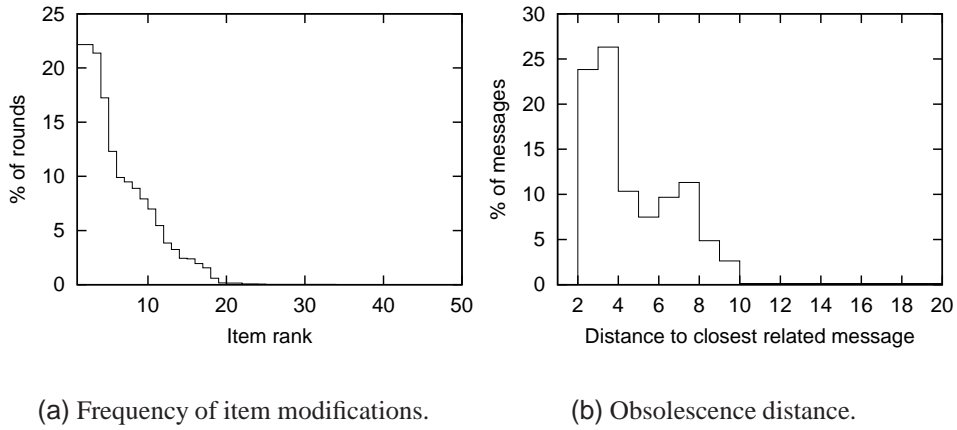 25
20
15
10
5
0
% of rounds
10 20 30 40 50
Item rank
(a) Frequency of item modifications.
30
25
20
15
10
5
0
% of messages
2 4 6 8 10 12 14 16 18 20
Distance to closest related message
(b) Obsolescence distance.